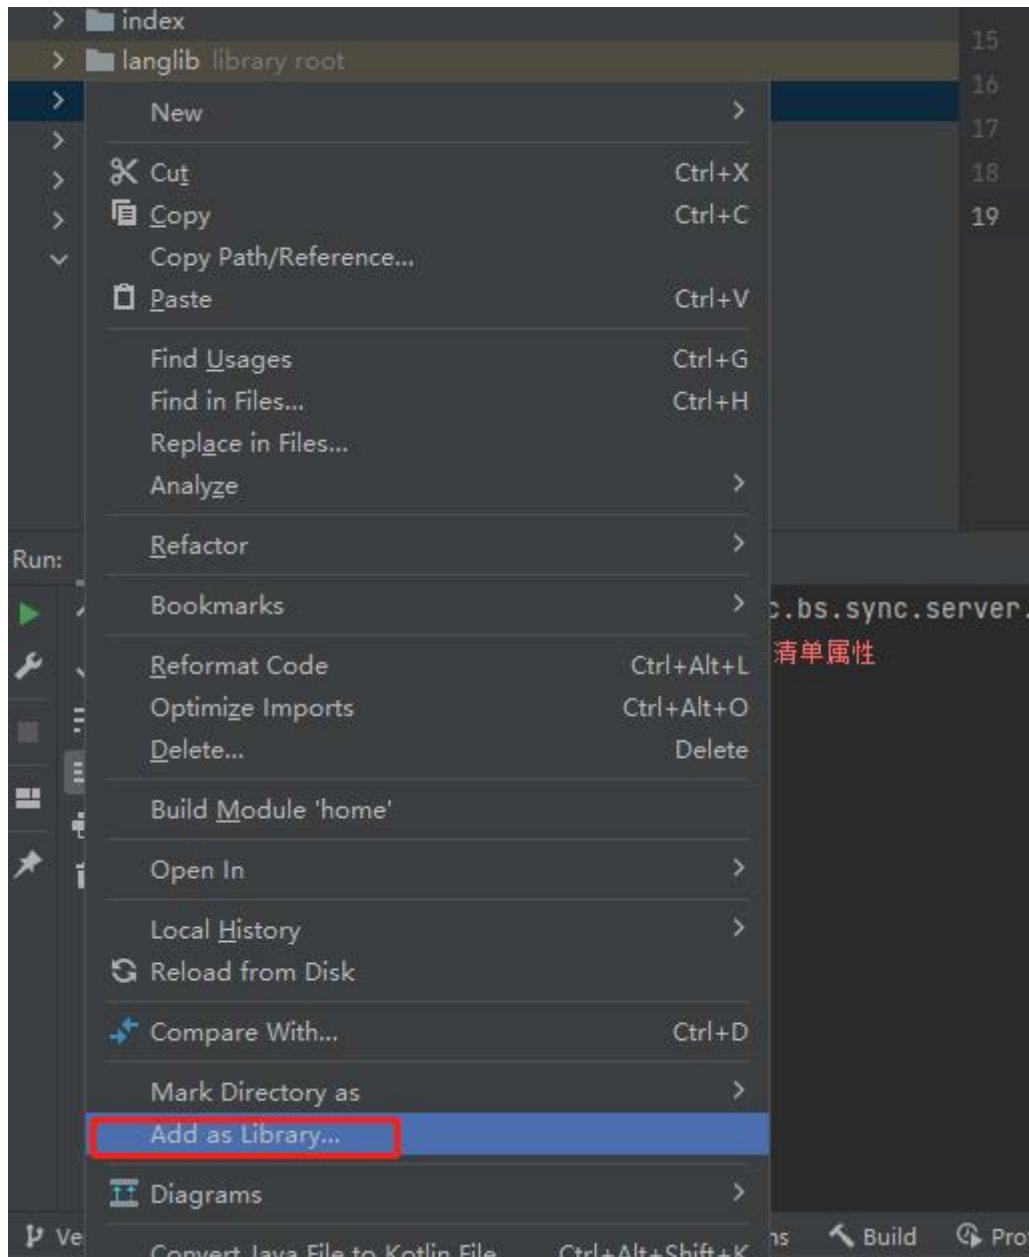 index
langlib library root
15
16
17
18
19
New
Cut Ctrl+X
Copy Ctrl+C
Copy Path/Reference...
Paste Ctrl+V
Find Usages Ctrl+G
Find in Files... Ctrl+H
Replace in Files...
Analyze
Refactor
Run:
Bookmarks
c.bs.sync.server.
Reformat Code Ctrl+Alt+L
清单属性
Optimize Imports Ctrl+Alt+O
Delete... Delete
Build Module 'home'
Open In
Local History
Reload from Disk
Compare With... Ctrl+D
Mark Directory as
Add as Library...
Diagrams
Ve
Convert Java File to Kotlin File Ctrl+Alt+Shift+K
ns Build Pro